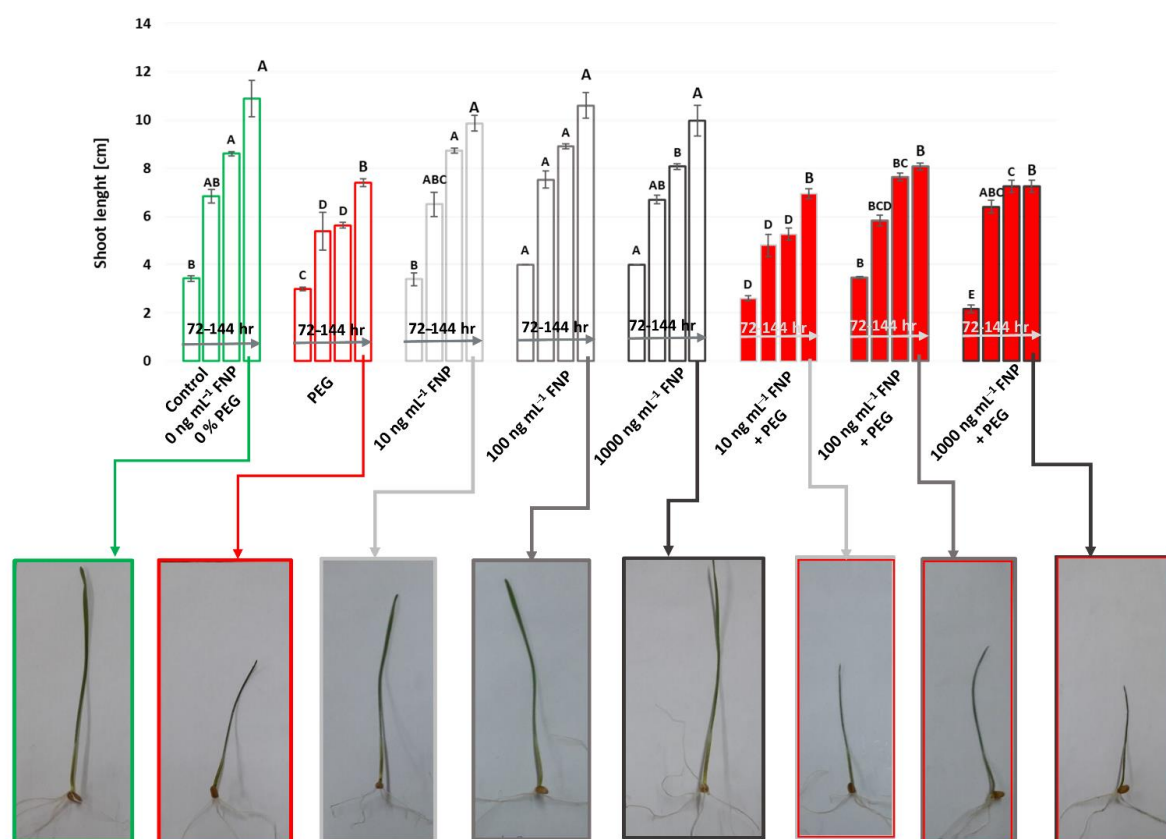 14
12
10
8
6
4
2
0
Shoot lenght [cm]
B
AB
A
A
C
D
D
B
B
ABC
A
A
A
A
A
A
A
AB
B
A
D
D
D
B
B
BCD
BC
B
E
ABC
C
B
72–144 hr
72–144 hr
72–144 hr
72–144 hr
72–144 hr
72–144 hr
72–144 hr
72–144 hr
Control
0 ng mL⁻¹ FNP
0 % PEG
PEG
10 ng mL⁻¹ FNP
100 ng mL⁻¹ FNP
1000 ng mL⁻¹ FNP
10 ng mL⁻¹ FNP
+ PEG
100 ng mL⁻¹ FNP
+ PEG
1000 ng mL⁻¹ FNP
+ PEG